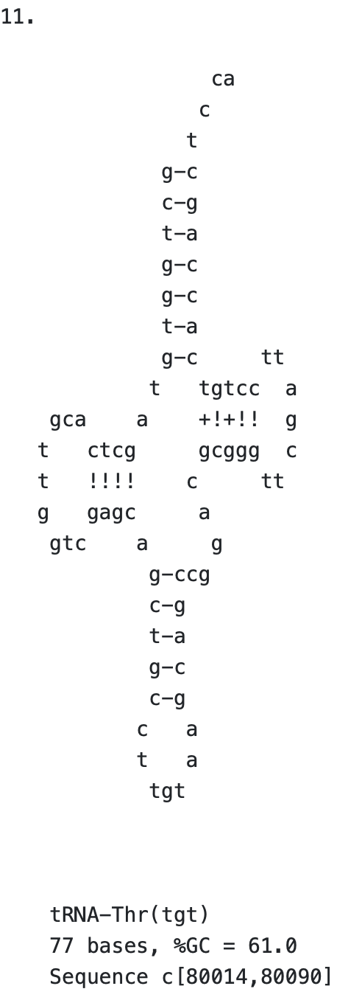 11.
ca
c
t
g-c
c-g
t-a
g-c
g-c
t-a
g-c     tt
t   tgtcc  a
gca    a    +!+!!  g
t   ctcg     gcggg  c
t   !!!!    c     tt
g   gagc     a
gtc    a     g
g-ccg
c-g
t-a
g-c
c-g
c   a
t   a
tgt
tRNA-Thr(tgt)
77 bases, %GC = 61.0
Sequence c[80014,80090]